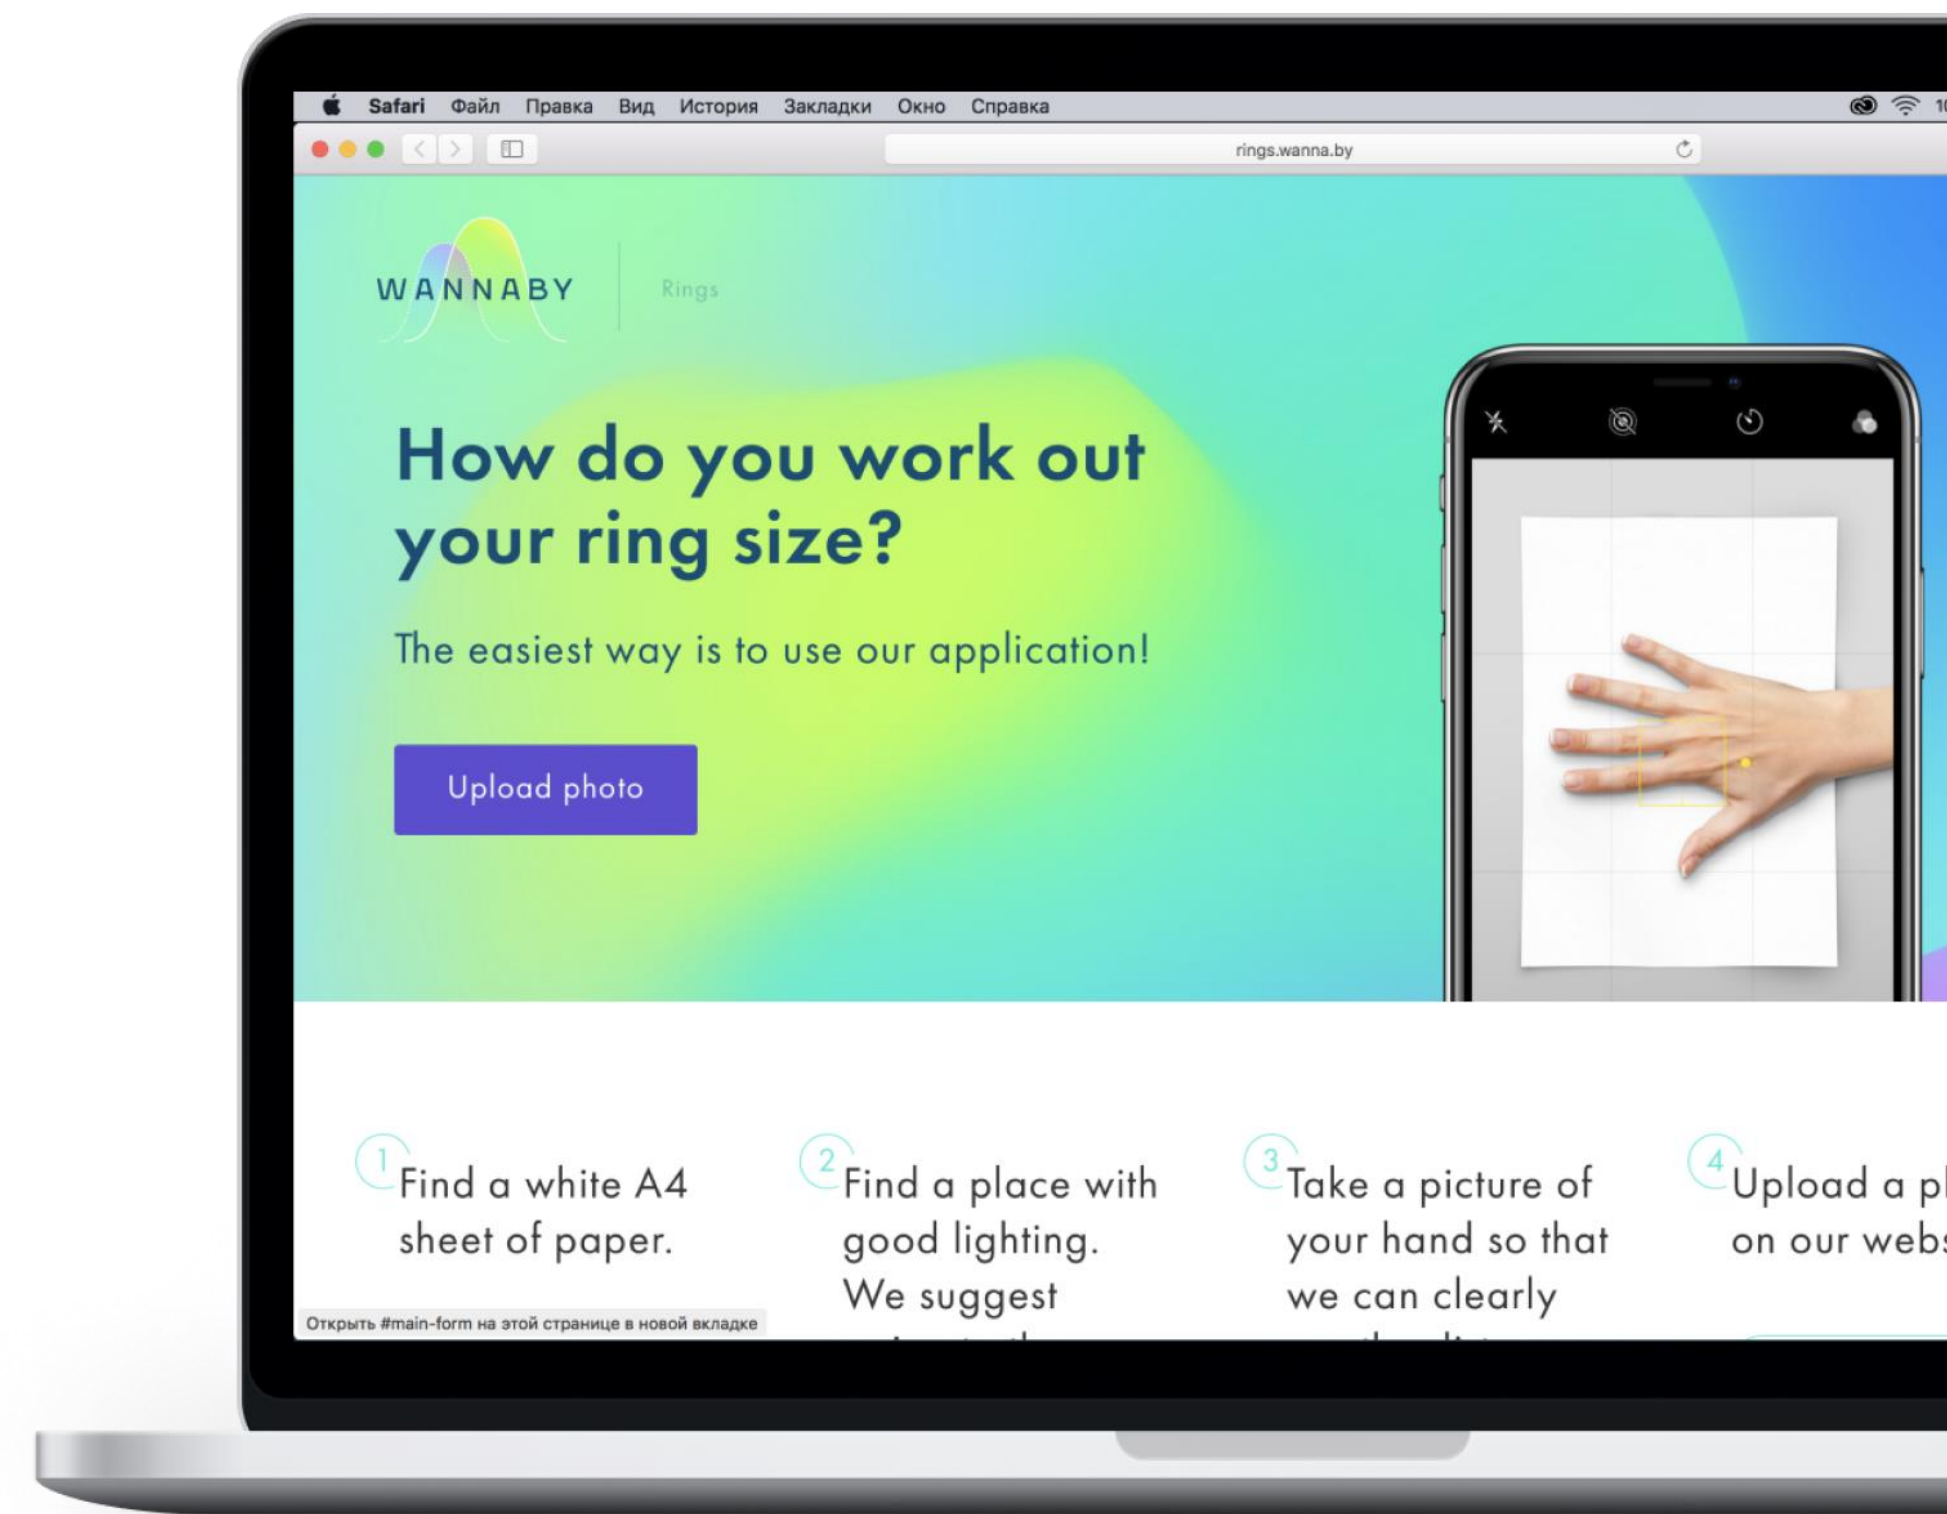 Safari Файл Правка Вид История Закладки Окно Справка
rings.wanna.by
WANNABY
Rings
How do you work out
your ring size?
The easiest way is to use our application!
Upload photo
1
Find a white A4
sheet of paper.
2
Find a place with
good lighting.
We suggest
3
Take a picture of
your hand so that
we can clearly
4
Upload a
on our
Открыть #main-form на этой странице в новой вкладке